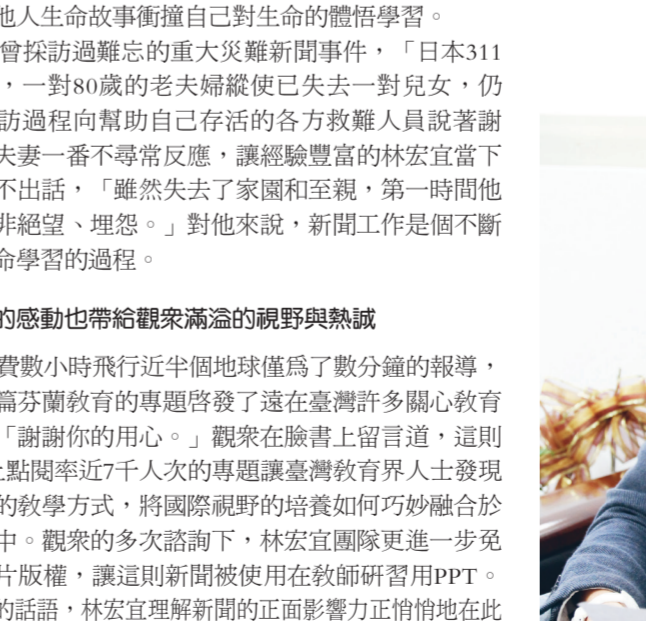 他人生命故事衝撞自己對生命的體悟學習。
曾採訪過難忘的重大災難新聞事件，「日本311
，一對80歲的老夫婦縱使已失去一對兒女，仍
訪過程向幫助自己存活的各方救難人員說著謝
夫妻一番不尋常反應，讓經驗豐富的林宏宜當下
不出話，「雖然失去了家園和至親，第一時間他
非絕望、埋怨。」對他來說，新聞工作是個不斷
命學習的過程。
的感動也帶給觀眾滿溢的視野與熱誠
費數小時飛行近半個地球僅為了數分鐘的報導，
篇芬蘭教育的專題啓發了遠在臺灣許多關心教育
「謝謝你的用心。」觀眾在臉書上留言道，這則
上點閱率近7千人次的專題讓臺灣教育界人士發現
的教學方式，將國際視野的培養如何巧妙融合於
中。觀眾的多次諮詢下，林宏宜團隊更進一步免
片版權，讓這則新聞被使用在教師研習用PPT。
的話語，林宏宜理解新聞的正面影響力正悄悄地在此